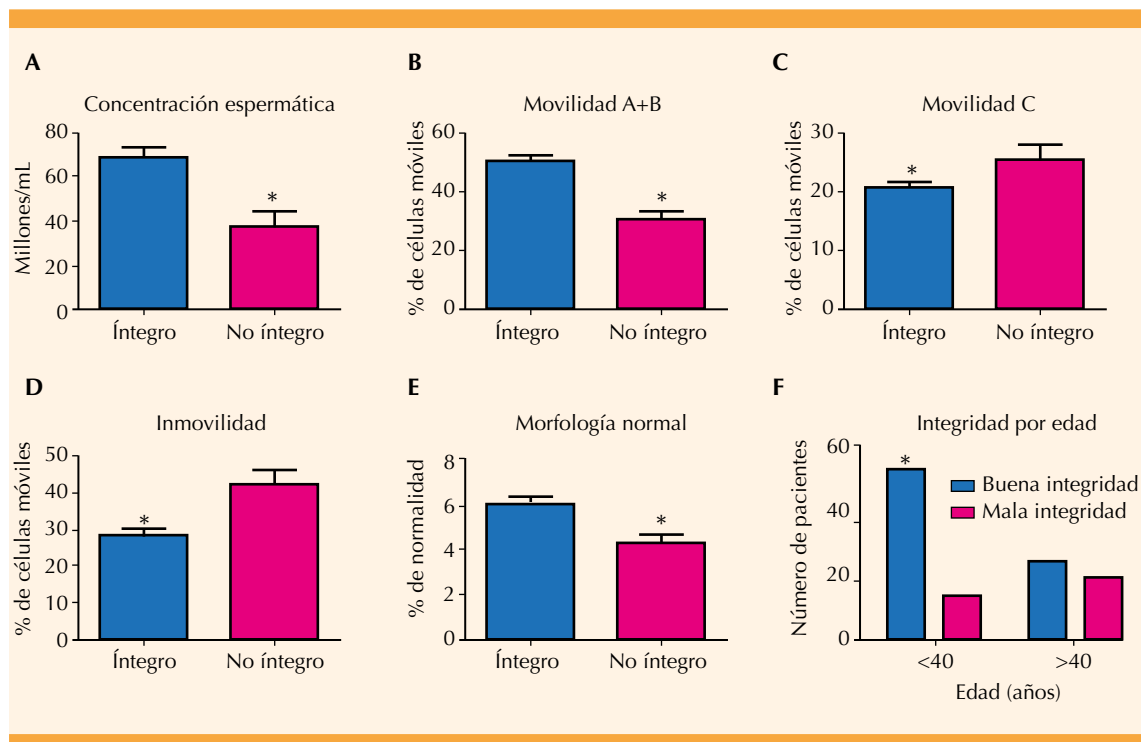 A
Concentración espermática
Millones/mL
80
60
40
20
0
*
Íntegro No íntegro
B
Movilidad A+B
% de células móviles
60
40
20
0
*
Íntegro No íntegro
C
Movilidad C
% de células móviles
30
20
10
0
*
Íntegro No íntegro
D
Inmovilidad
% de células móviles
50
40
30
20
10
0
*
Íntegro No íntegro
E
Morfología normal
% de normalidad
8
6
4
2
0
*
Íntegro No íntegro
F
Integridad por edad
Número de pacientes
60
40
20
0
*
Buena integridad
Mala integridad
<40 >40
Edad (años)